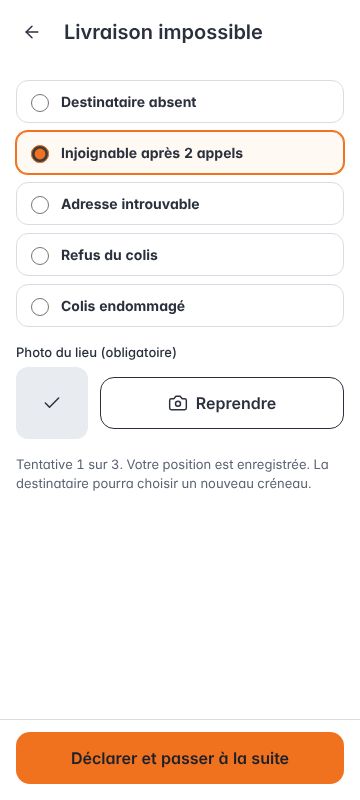 Livraison impossible
Destinataire absent
Injoignable après 2 appels
Adresse introuvable
Refus du colis
Colis endommagé
Photo du lieu (obligatoire)
Reprendre
Tentative 1 sur 3. Votre position est enregistrée. La
destinataire pourra choisir un nouveau créneau.
Déclarer et passer à la suite